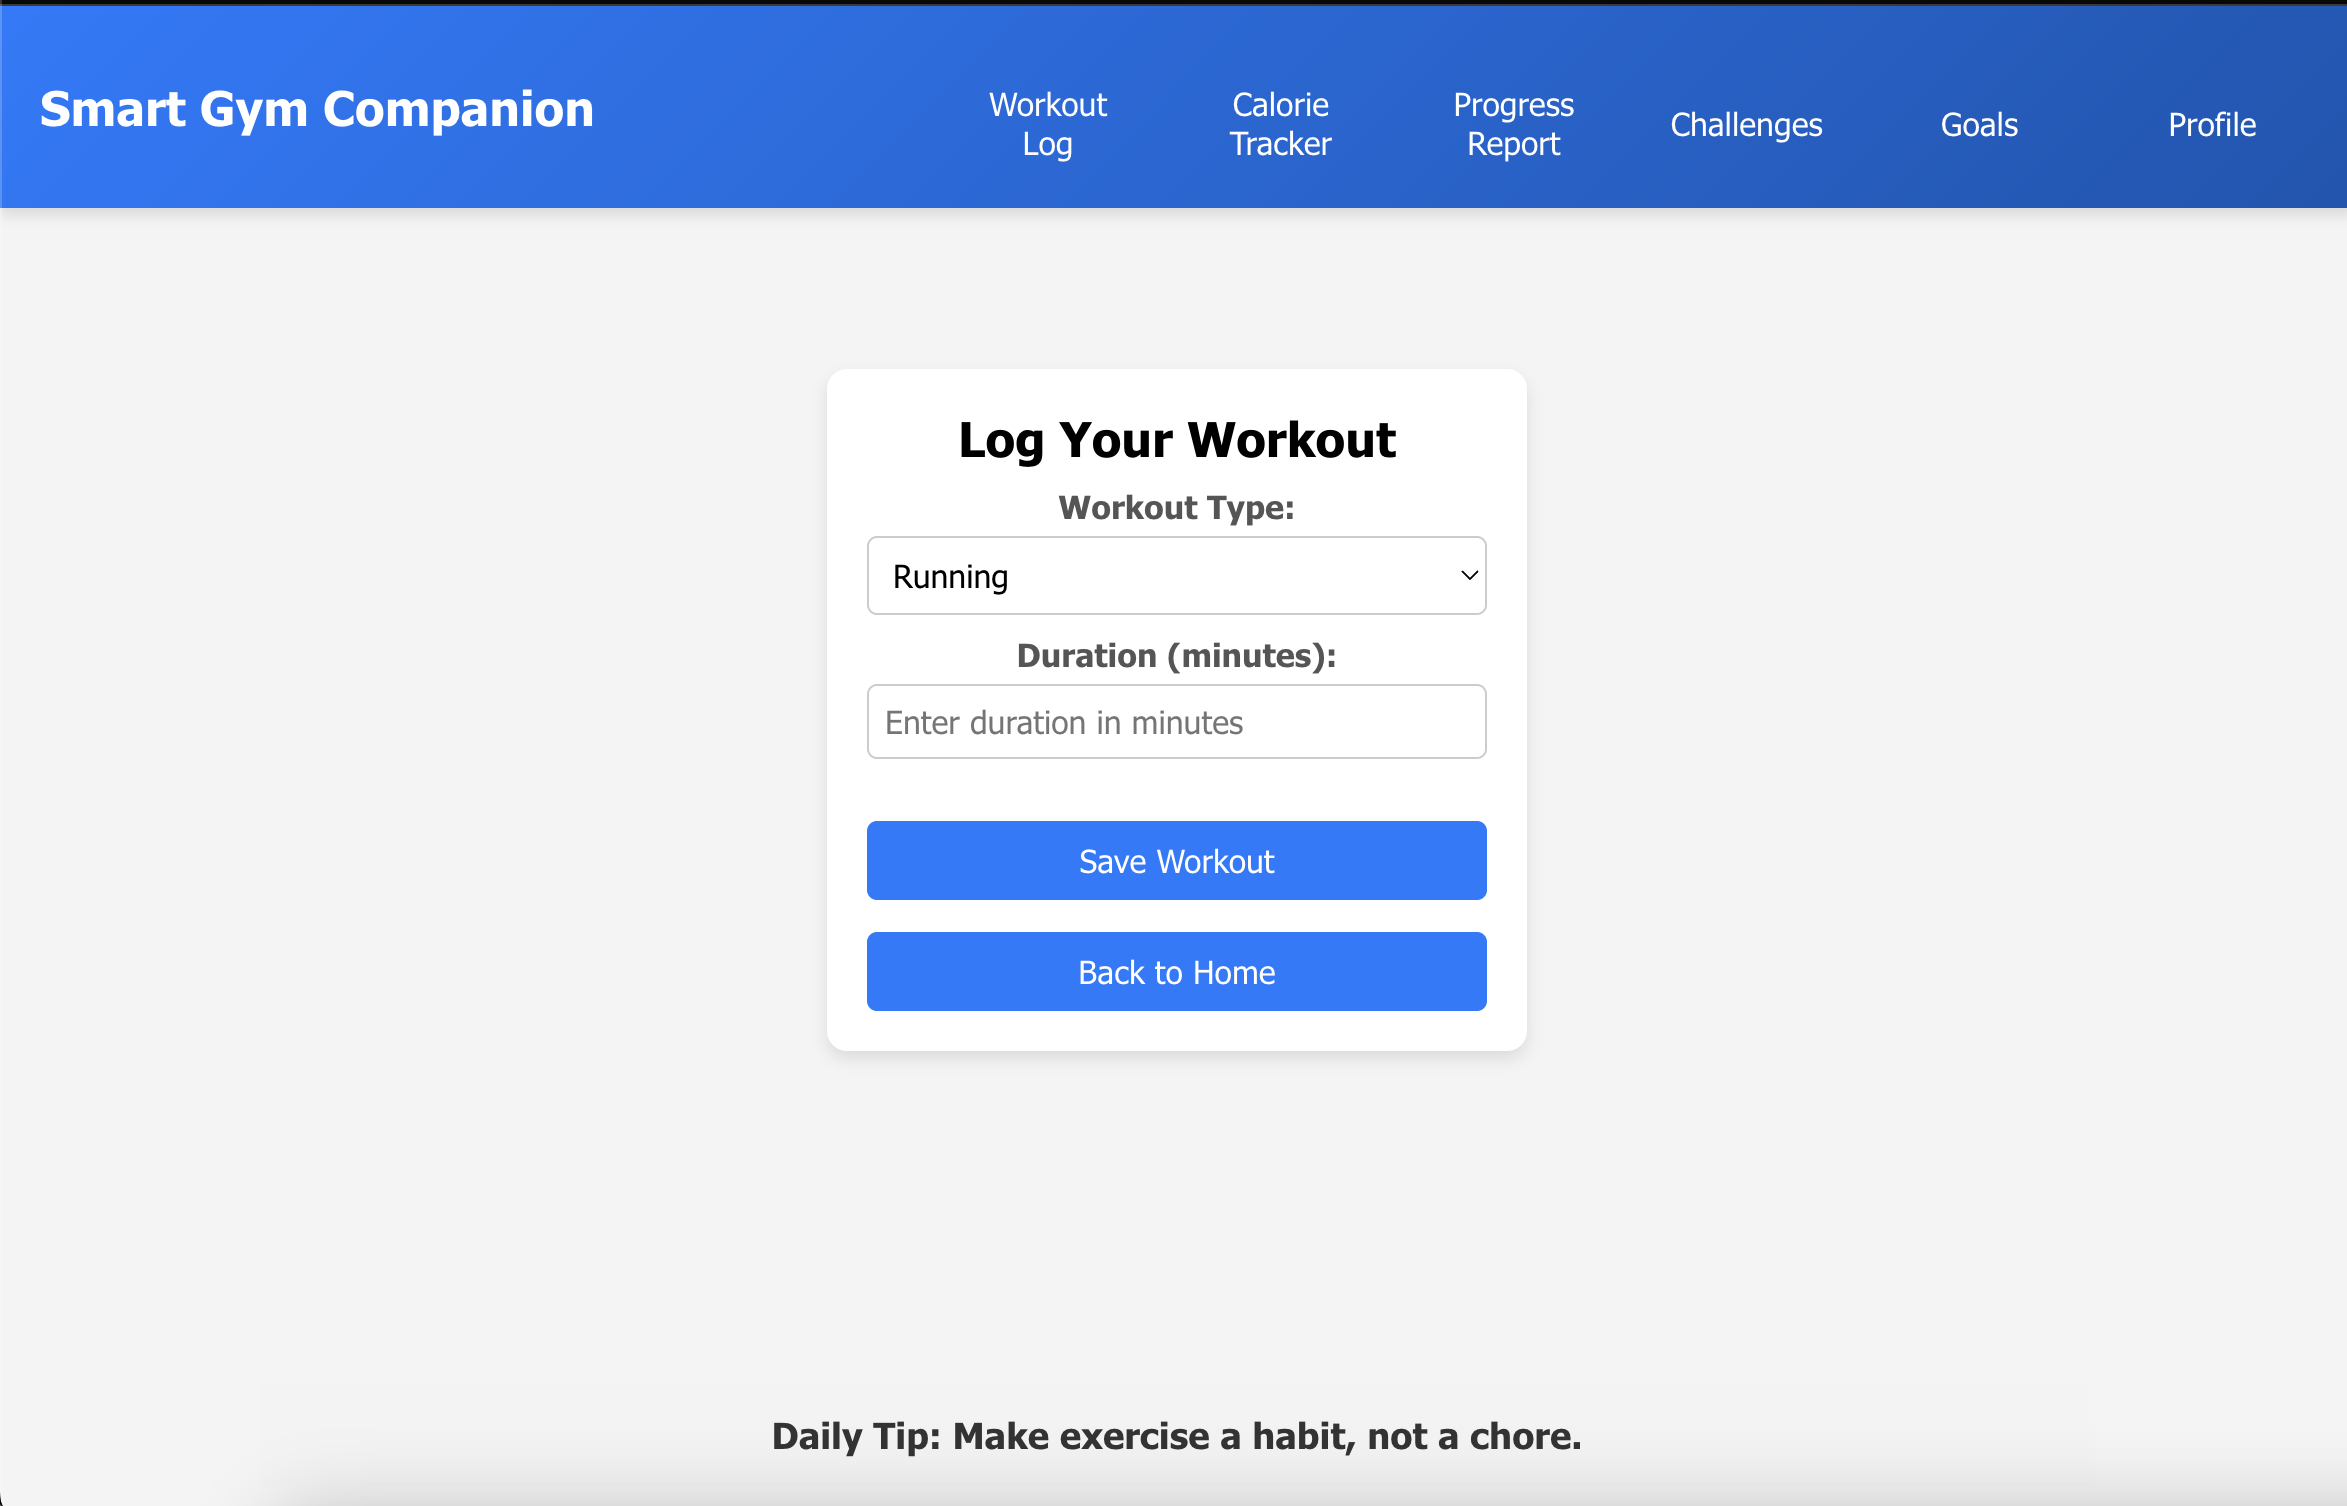 Smart Gym Companion
Workout
Log
Calorie
Tracker
Progress
Report
Challenges
Goals
Profile
Log Your Workout
Workout Type:
Running
Duration (minutes):
Enter duration in minutes
Save Workout
Back to Home
Daily Tip: Make exercise a habit, not a chore.